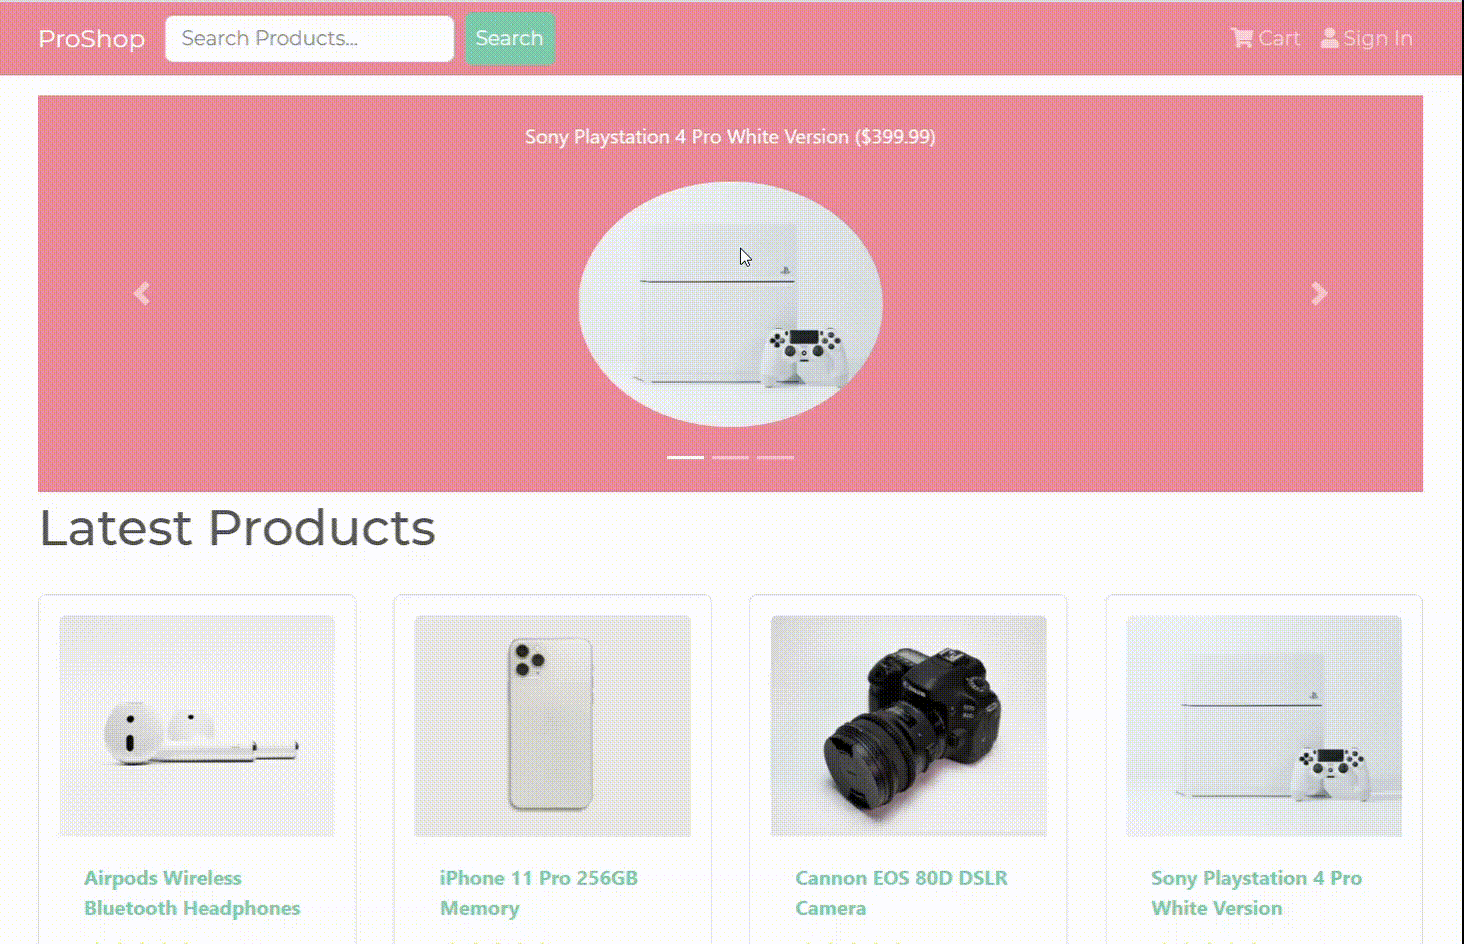 ProShop
Search Products...
Search
Cart
Sign In
Sony Playstation 4 Pro White Version ($399.99)
Latest Products
Airpods Wireless
Bluetooth Headphones
iPhone 11 Pro 256GB
Memory
Cannon EOS 80D DSLR
Camera
Sony Playstation 4 Pro
White Version